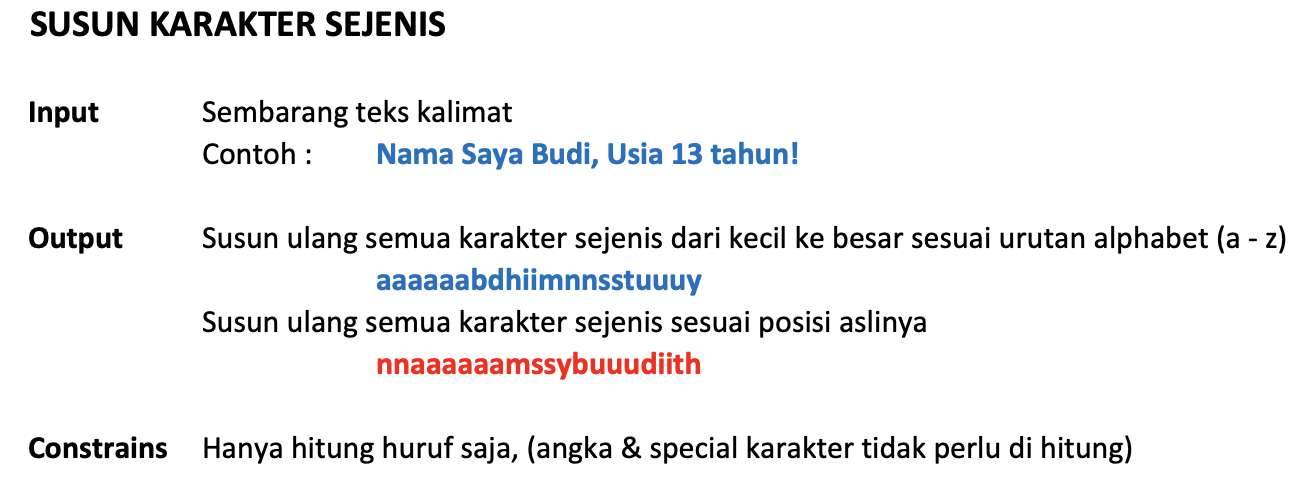 SUSUN KARAKTER SEJENIS
Input Sembarang teks kalimat
Contoh : Nama Saya Budi, Usia 13 tahun!
Output Susun ulang semua karakter sejenis dari kecil ke besar sesuai urutan alphabet (a - z)
aaaaaabdhiimnnsstuuuy
Susun ulang semua karakter sejenis sesuai posisi aslinya
nnaaaaaamssybuuudiith
Constrains Hanya hitung huruf saja, (angka & special karakter tidak perlu di hitung)